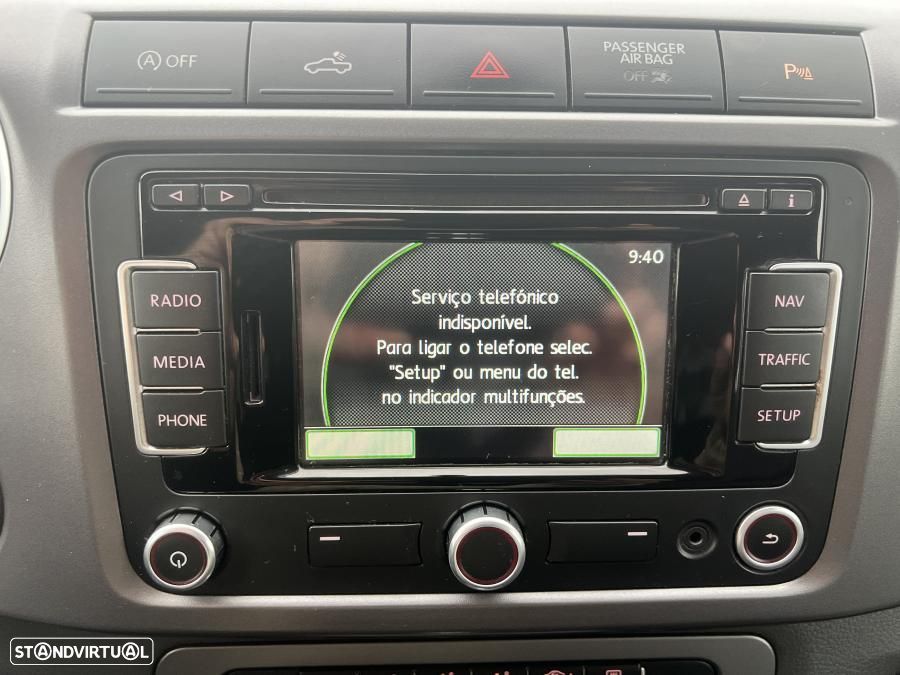 OFF
PASSENGER
AIR BAG
OFF
P
i
9:40
RADIO
MEDIA
PHONE
Serviço telefónico
indisponível.
Para ligar o telefone selec.
"Setup" ou menu do tel.
no indicador multifunções.
NAV
TRAFFIC
SETUP
STANDVIRTUAL